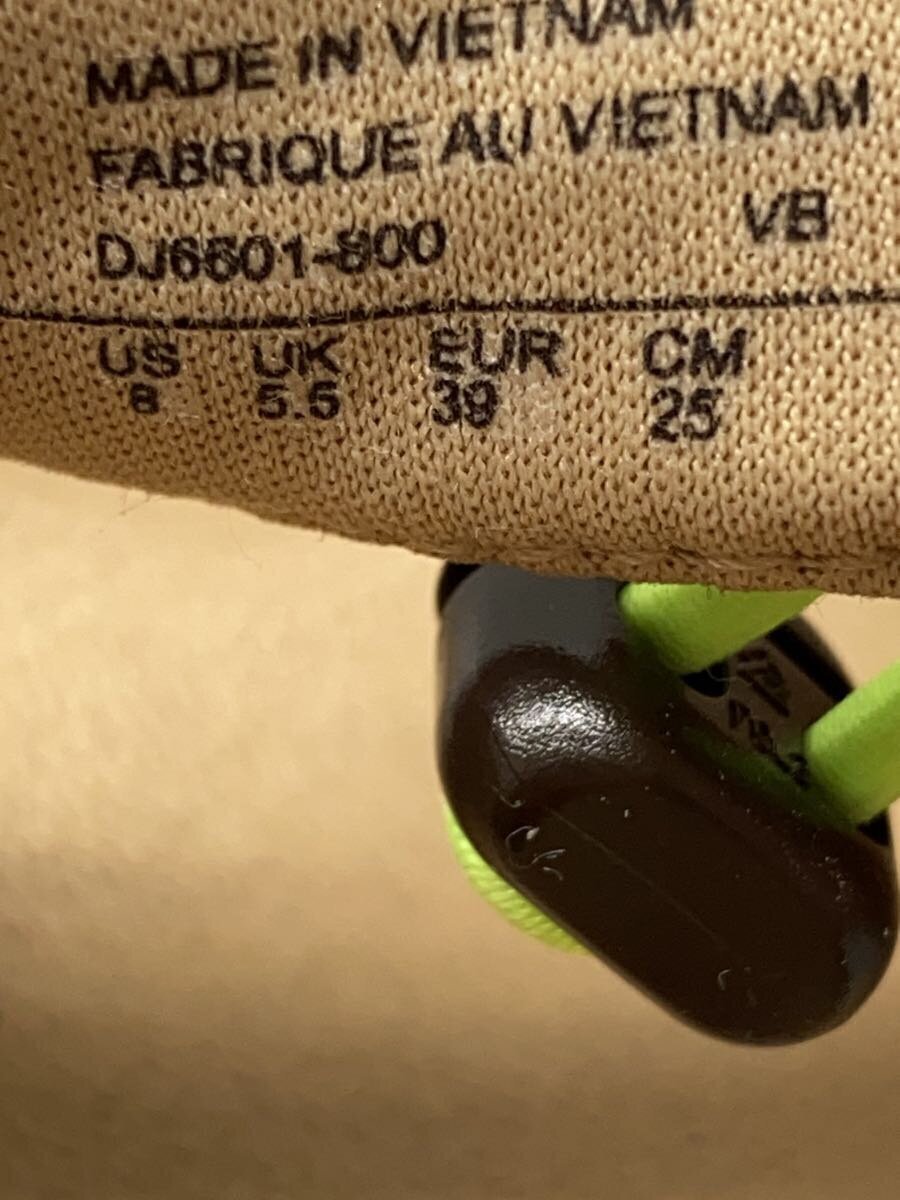 MADE IN VIETNAM
FABRIQUE AU VIETNAM
DJ6601-800 VB
US UK EUR CM
8 5.5 39 25